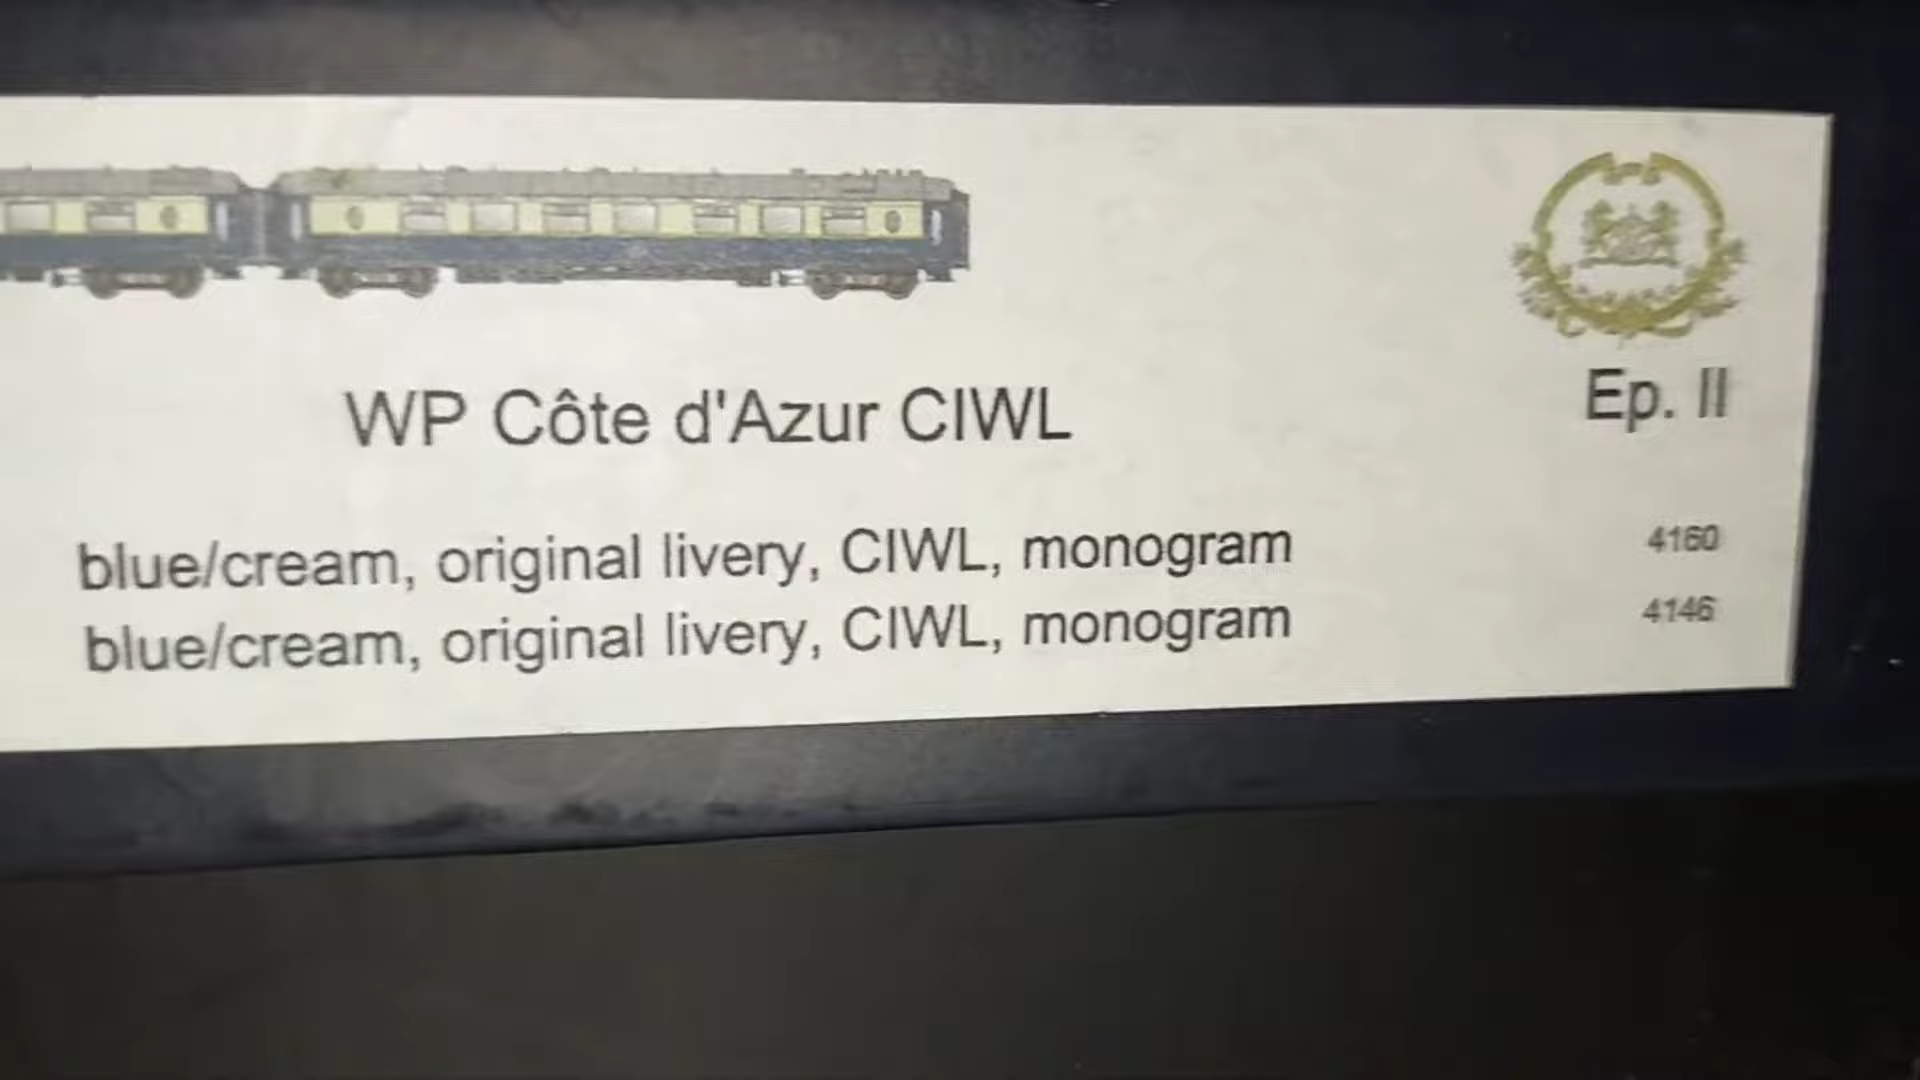 WP Côte d'Azur CIWL
Ep. II
blue/cream, original livery, CIWL, monogram 4160
blue/cream, original livery, CIWL, monogram 4146